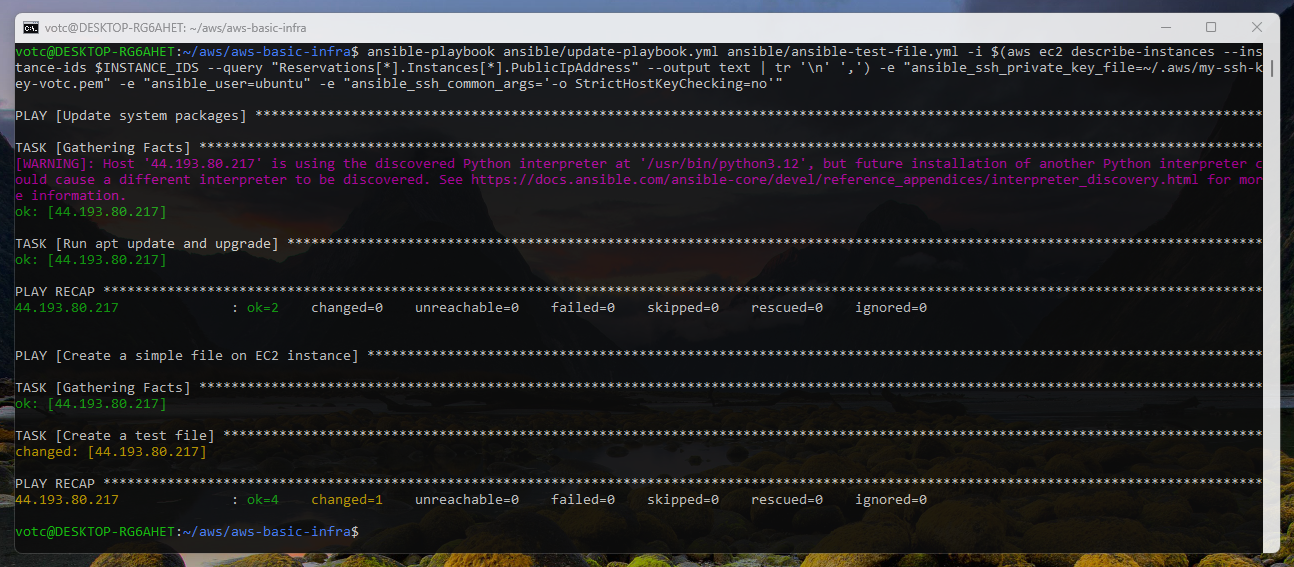 votc@DESKTOP-RG6AHET: ~/aws/aws-basic-infra
votc@DESKTOP-RG6AHET:~/aws/aws-basic-infra$ ansible-playbook ansible/update-playbook.yml ansible/ansible-test-file.yml -i $(aws ec2 describe-instances --ins
tance-ids $INSTANCE_IDS --query "Reservations[*].Instances[*].PublicIpAddress" --output text | tr '\n' ',') -e "ansible_ssh_private_key_file=~/.aws/my-ssh-k
ey-votc.pem" -e "ansible_user=ubuntu" -e "ansible_ssh_common_args='-o StrictHostKeyChecking=no'"
PLAY [Update system packages] ******************************************************************************************************************************
TASK [Gathering Facts] *************************************************************************************************************************************
[WARNING]: Host '44.193.80.217' is using the discovered Python interpreter at '/usr/bin/python3.12', but future installation of another Python interpreter c
ould cause a different interpreter to be discovered. See https://docs.ansible.com/ansible-core/devel/reference_appendices/interpreter_discovery.html for mor
e information.
ok: [44.193.80.217]
TASK [Run apt update and upgrade] **************************************************************************************************************************
ok: [44.193.80.217]
PLAY RECAP *************************************************************************************************************************************************
44.193.80.217              : ok=2    changed=0    unreachable=0    failed=0    skipped=0    rescued=0    ignored=0
PLAY [Create a simple file on EC2 instance] ****************************************************************************************************************
TASK [Gathering Facts] *************************************************************************************************************************************
ok: [44.193.80.217]
TASK [Create a test file] **********************************************************************************************************************************
changed: [44.193.80.217]
PLAY RECAP *************************************************************************************************************************************************
44.193.80.217              : ok=4    changed=1    unreachable=0    failed=0    skipped=0    rescued=0    ignored=0
votc@DESKTOP-RG6AHET:~/aws/aws-basic-infra$